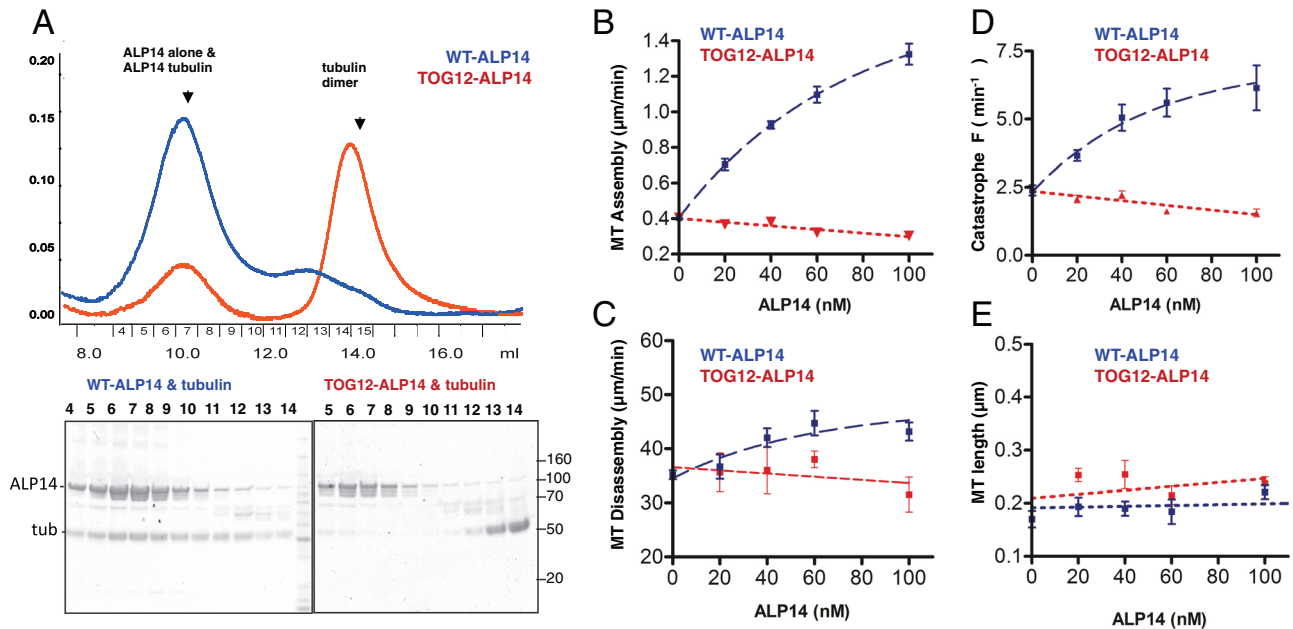 A
ALP14 alone &
ALP14 tubulin
tubulin
dimer
WT-ALP14
TOG12-ALP14
0.20
0.15
0.10
0.05
0.00
4 5 6 7 8 9 10 11 12 13 14 15
8.0 10.0 12.0 14.0 16.0 ml
WT-ALP14 & tubulin
4 5 6 7 8 9 10 11 12 13 14
TOG12-ALP14 & tubulin
5 6 7 8 9 10 11 12 13 14
ALP14
tub
160
100
70
50
20
B
WT-ALP14
TOG12-ALP14
MT Assembly (µm/min)
1.4
1.2
1.0
0.8
0.6
0.4
0.2
0 20 40 60 80 100
ALP14 (nM)
C
WT-ALP14
TOG12-ALP14
MT Disassembly (µm/min)
60
50
40
30
20
0 20 40 60 80 100
ALP14 (nM)
D
WT-ALP14
TOG12-ALP14
Catastrophe F (min⁻¹ )
7.5
5.0
2.5
0.0
0 20 40 60 80 100
ALP14 (nM)
E
WT-ALP14
TOG12-ALP14
MT length (µm)
0.5
0.4
0.3
0.2
0.1
0 20 40 60 80 100
ALP14 (nM)